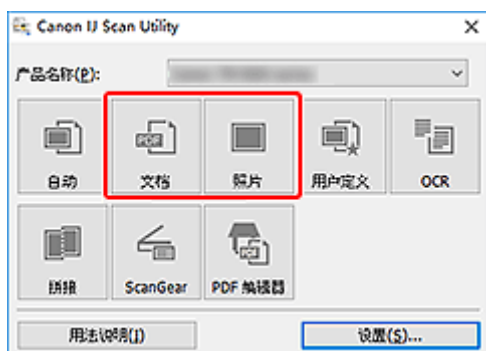 Canon IJ Scan Utility
产品名称(P):
自动 文档 照片 用户定义 OCR
拼接 ScanGear PDF 编辑器
用法说明(I) 设置(S)...